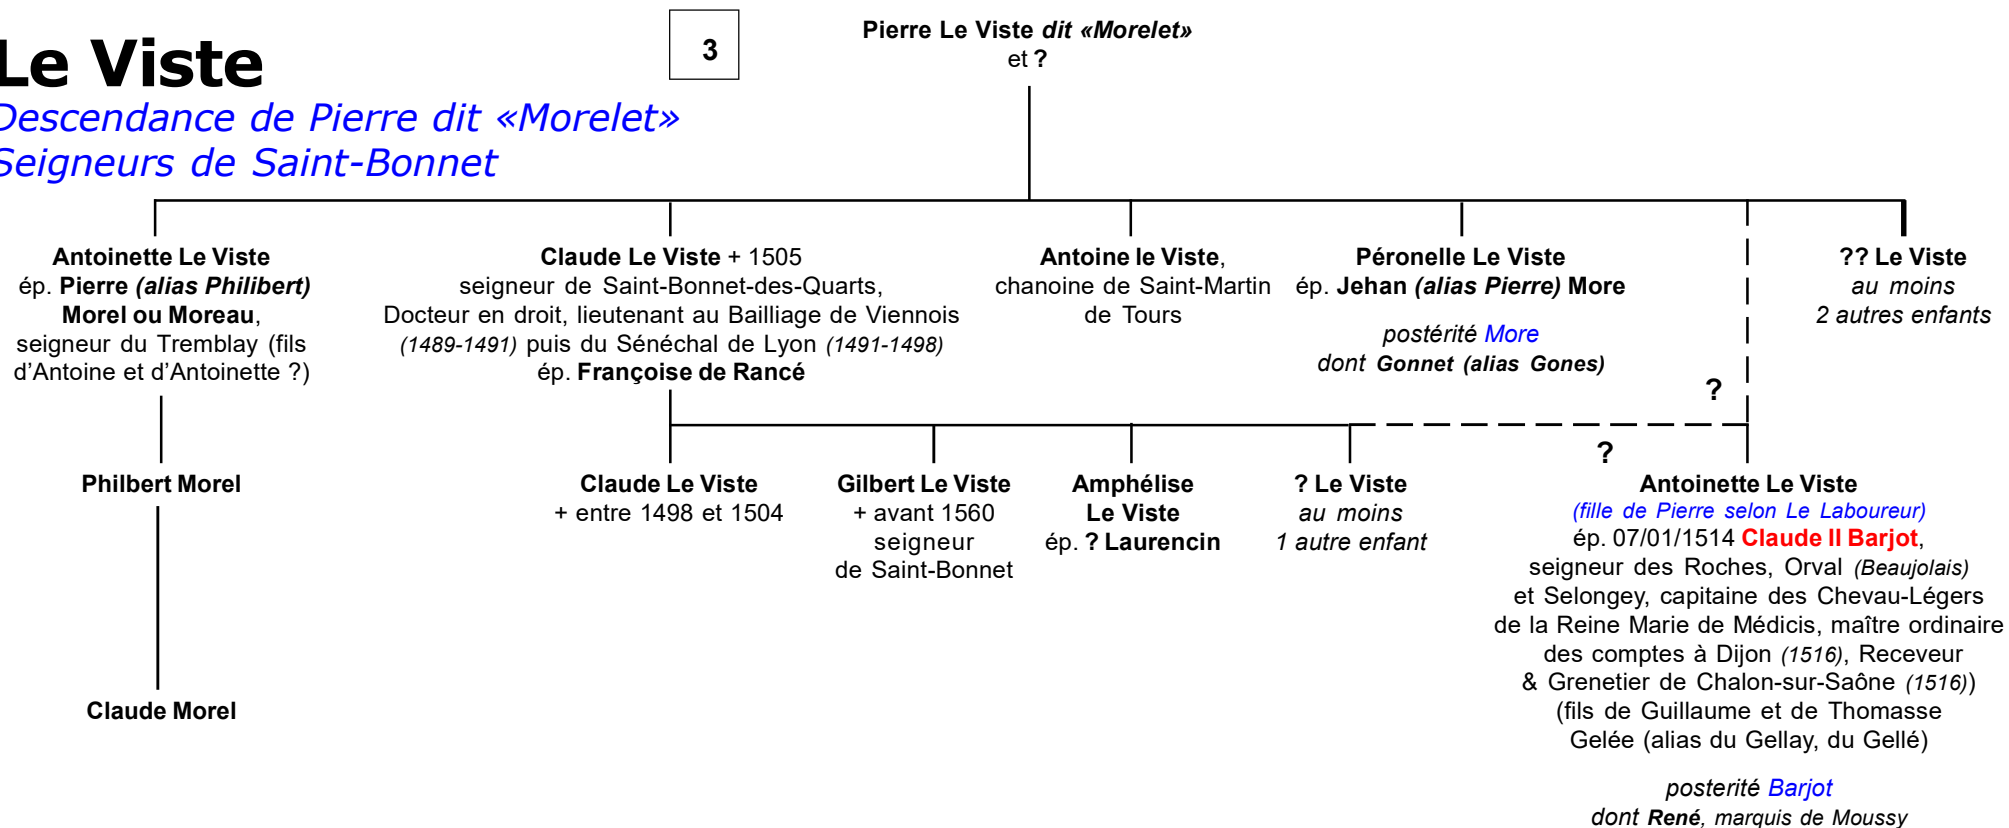 Le Viste
Descendance de Pierre dit «Morelet»
Seigneurs de Saint-Bonnet
3
Pierre Le Viste dit «Morelet»
et ?
Antoinette Le Viste
ép. Pierre (alias Philibert)
Morel ou Moreau,
seigneur du Tremblay (fils
d'Antoine et d'Antoinette ?)
Claude Le Viste + 1505
seigneur de Saint-Bonnet-des-Quarts,
Docteur en droit, lieutenant au Bailliage de Viennois
(1489-1491) puis du Sénéchal de Lyon (1491-1498)
ép. Françoise de Rancé
Antoine le Viste,
chanoine de Saint-Martin
de Tours
Péronelle Le Viste
ép. Jehan (alias Pierre) More
postérité More
dont Gonnet (alias Gones)
?? Le Viste
au moins
2 autres enfants
?
?
Philbert Morel
Claude Morel
Claude Le Viste
+ entre 1498 et 1504
Gilbert Le Viste
+ avant 1560
seigneur
de Saint-Bonnet
Amphélise
Le Viste
ép. ? Laurencin
? Le Viste
au moins
1 autre enfant
Antoinette Le Viste
(fille de Pierre selon Le Laboureur)
ép. 07/01/1514 Claude II Barjot,
seigneur des Roches, Orval (Beaujolais)
et Selongey, capitaine des Chevau-Légers
de la Reine Marie de Médicis, maître ordinaire
des comptes à Dijon (1516), Receveur
& Grenetier de Chalon-sur-Saône (1516))
(fils de Guillaume et de Thomasse
Gelée (alias du Gellay, du Gellé)
posterité Barjot
dont René, marquis de Moussy